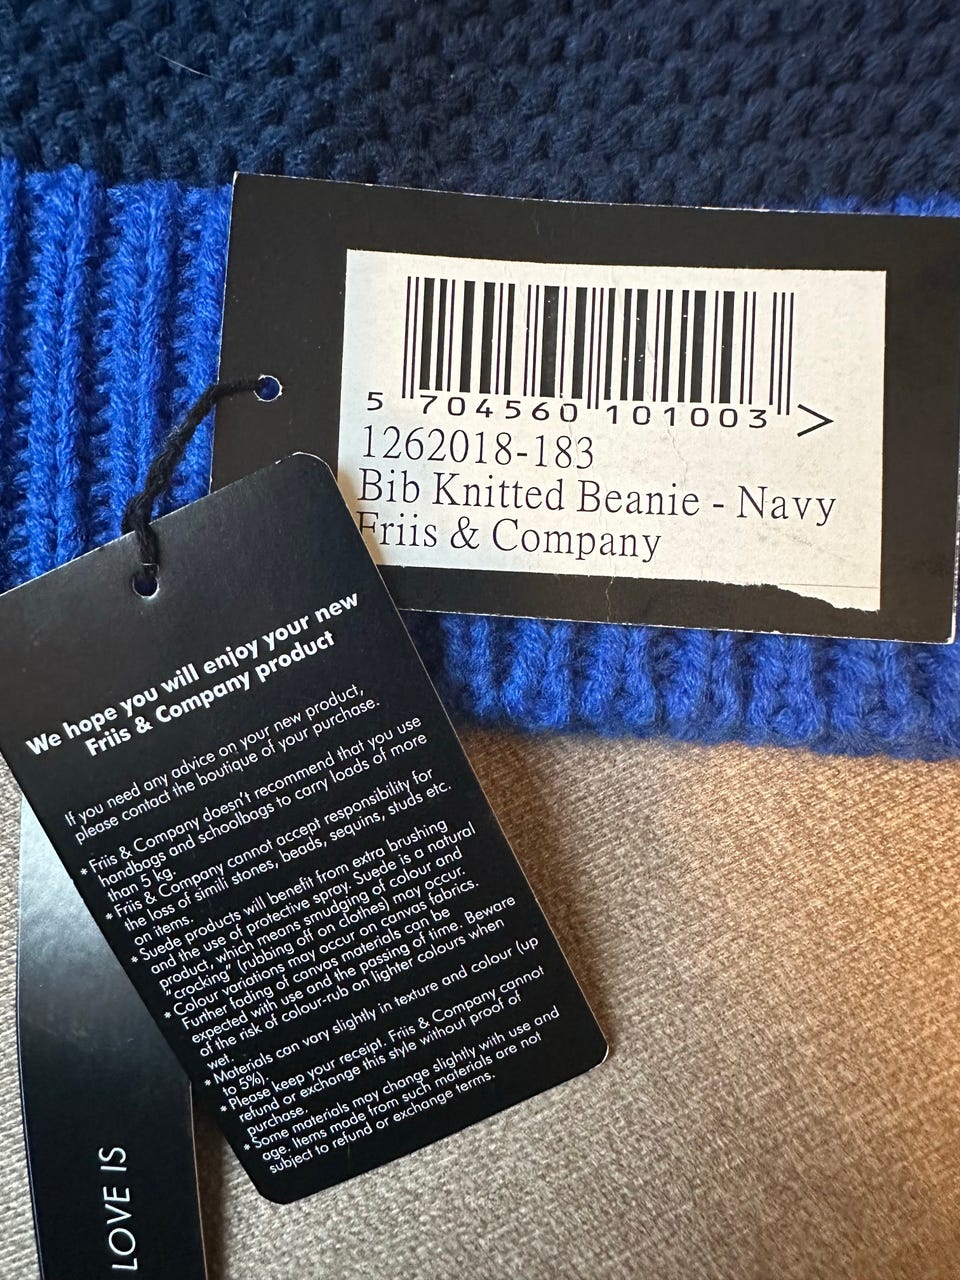 5 704560 101003 >
1262018-183
Bib Knitted Beanie - Navy
Friis & Company
We hope you will enjoy your new
Friis & Company product
If you need any advice on your new product,
please contact the boutique of your purchase.
* Friis & Company doesn't recommend that you use
handbags and schoolbags to carry loads of more
than 5 kg.
* Friis & Company cannot accept responsibility for
the loss of simili stones, beads, sequins, studs etc.
on items.
* Suede products will benefit from extra brushing
and the use of protective spray. Suede is a natural
product, which means smudging of colour and
"crocking" (rubbing off on clothes) may occur.
* Colour variations may occur on canvas fabrics.
Further fading of canvas materials can be
expected with use and the passing of time. Beware
of the risk of colour-rub on lighter colours when
wet.
* Materials can vary slightly in texture and colour (up
to 5%).
* Please keep your receipt. Friis & Company cannot
refund or exchange this style without proof of
purchase.
* Some materials may change slightly with use and
age. Items made from such materials are not
subject to refund or exchange terms.
LOVE IS